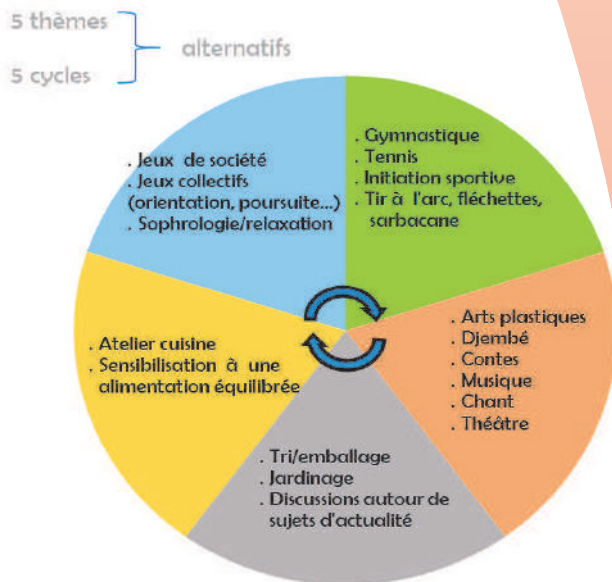 5 thèmes
alternatifs
5 cycles
. Jeux de société
. Jeux collectifs
(orientation, poursuite...)
. Sophrologie/relaxation
. Gymnastique
. Tennis
. Initiation sportive
. Tir à l'arc, fléchettes,
sarbacane
. Arts plastiques
. Djembé
. Contes
. Musique
. Chant
. Théâtre
. Tri/emballage
. Jardinage
. Discussions autour de
sujets d'actualité
. Atelier cuisine
. Sensibilisation à une
alimentation équilibrée